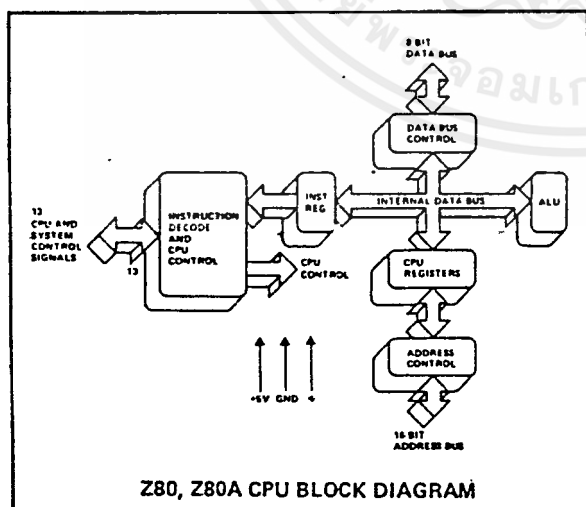 8 BIT
DATA BUS
DATA BUS
CONTROL
INST
REG
INTERNAL DATA BUS
ALU
INSTRUCTION
DECODE
AND
CPU
CONTROL
13
CPU AND
SYSTEM
CONTROL
SIGNALS
13
CPU
CONTROL
CPU
REGISTERS
ADDRESS
CONTROL
+5V GND Φ
16-BIT
ADDRESS BUS
Z80, Z80A CPU BLOCK DIAGRAM